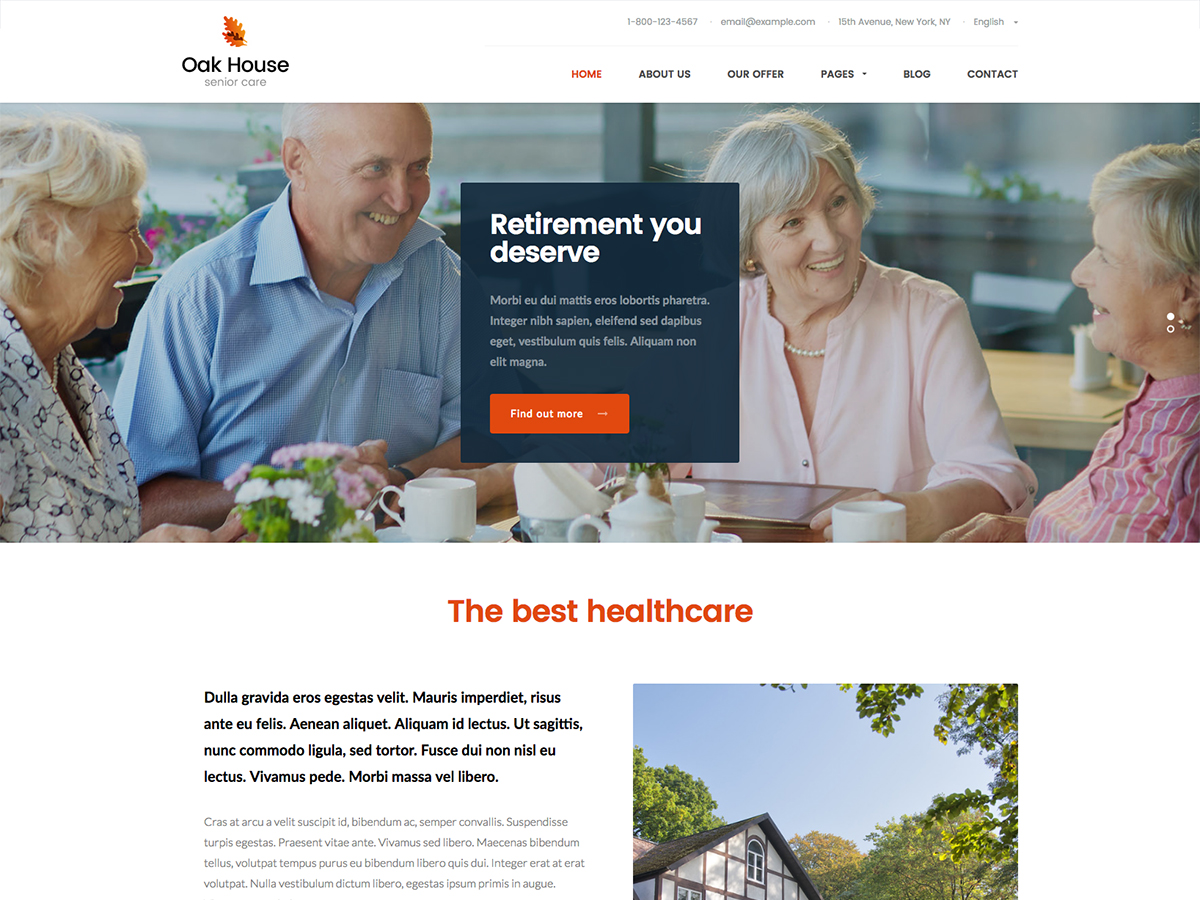 1-800-123-4567 · email@example.com · 15th Avenue, New York, NY · English
Oak House
senior care
HOME ABOUT US OUR OFFER PAGES BLOG CONTACT
Retirement you
deserve
Morbi eu dui mattis eros lobortis pharetra.
Integer nibh sapien, eleifend sed dapibus
eget, vestibulum quis felis. Aliquam non
elit magna.
Find out more →
The best healthcare
Dulla gravida eros egestas velit. Mauris imperdiet, risus
ante eu felis. Aenean aliquet. Aliquam id lectus. Ut sagittis,
nunc commodo ligula, sed tortor. Fusce dui non nisl eu
lectus. Vivamus pede. Morbi massa vel libero.
Cras at arcu a velit suscipit id, bibendum ac, semper convallis. Suspendisse
turpis egestas. Praesent vitae ante. Vivamus sed libero. Maecenas bibendum
tellus, volutpat tempus purus eu bibendum libero quis dui. Integer erat at erat
volutpat. Nulla vestibulum dictum libero, egestas ipsum primis in augue.